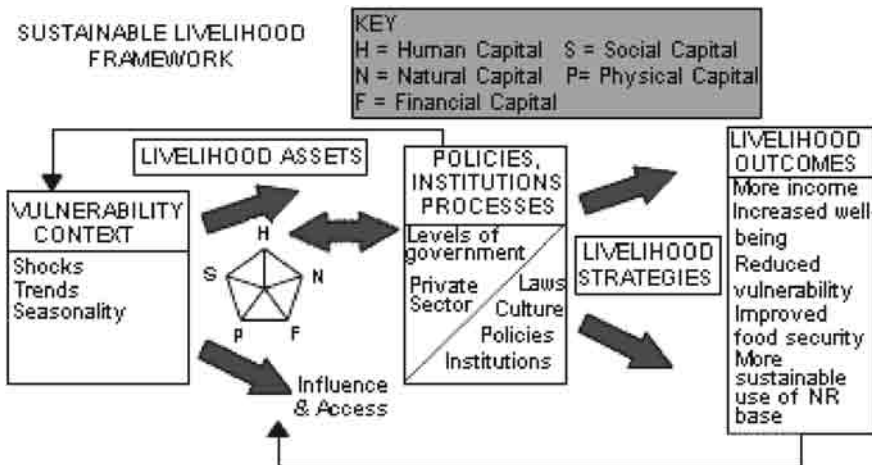 SUSTAINABLE LIVELIHOOD
FRAMEWORK
KEY
H = Human Capital S = Social Capital
N = Natural Capital P= Physical Capital
F = Financial Capital
LIVELIHOOD ASSETS
VULNERABILITY
CONTEXT
Shocks
Trends
Seasonality
H
S
N
P
F
Influence
& Access
POLICIES,
INSTITUTIONS
PROCESSES
Levels of
government
Private
Sector
Laws
Culture
Policies
Institutions
LIVELIHOOD
STRATEGIES
LIVELIHOOD
OUTCOMES
More income
Increased well-
being
Reduced
vulnerability
Improved
food security
More
sustainable
use of NR
base